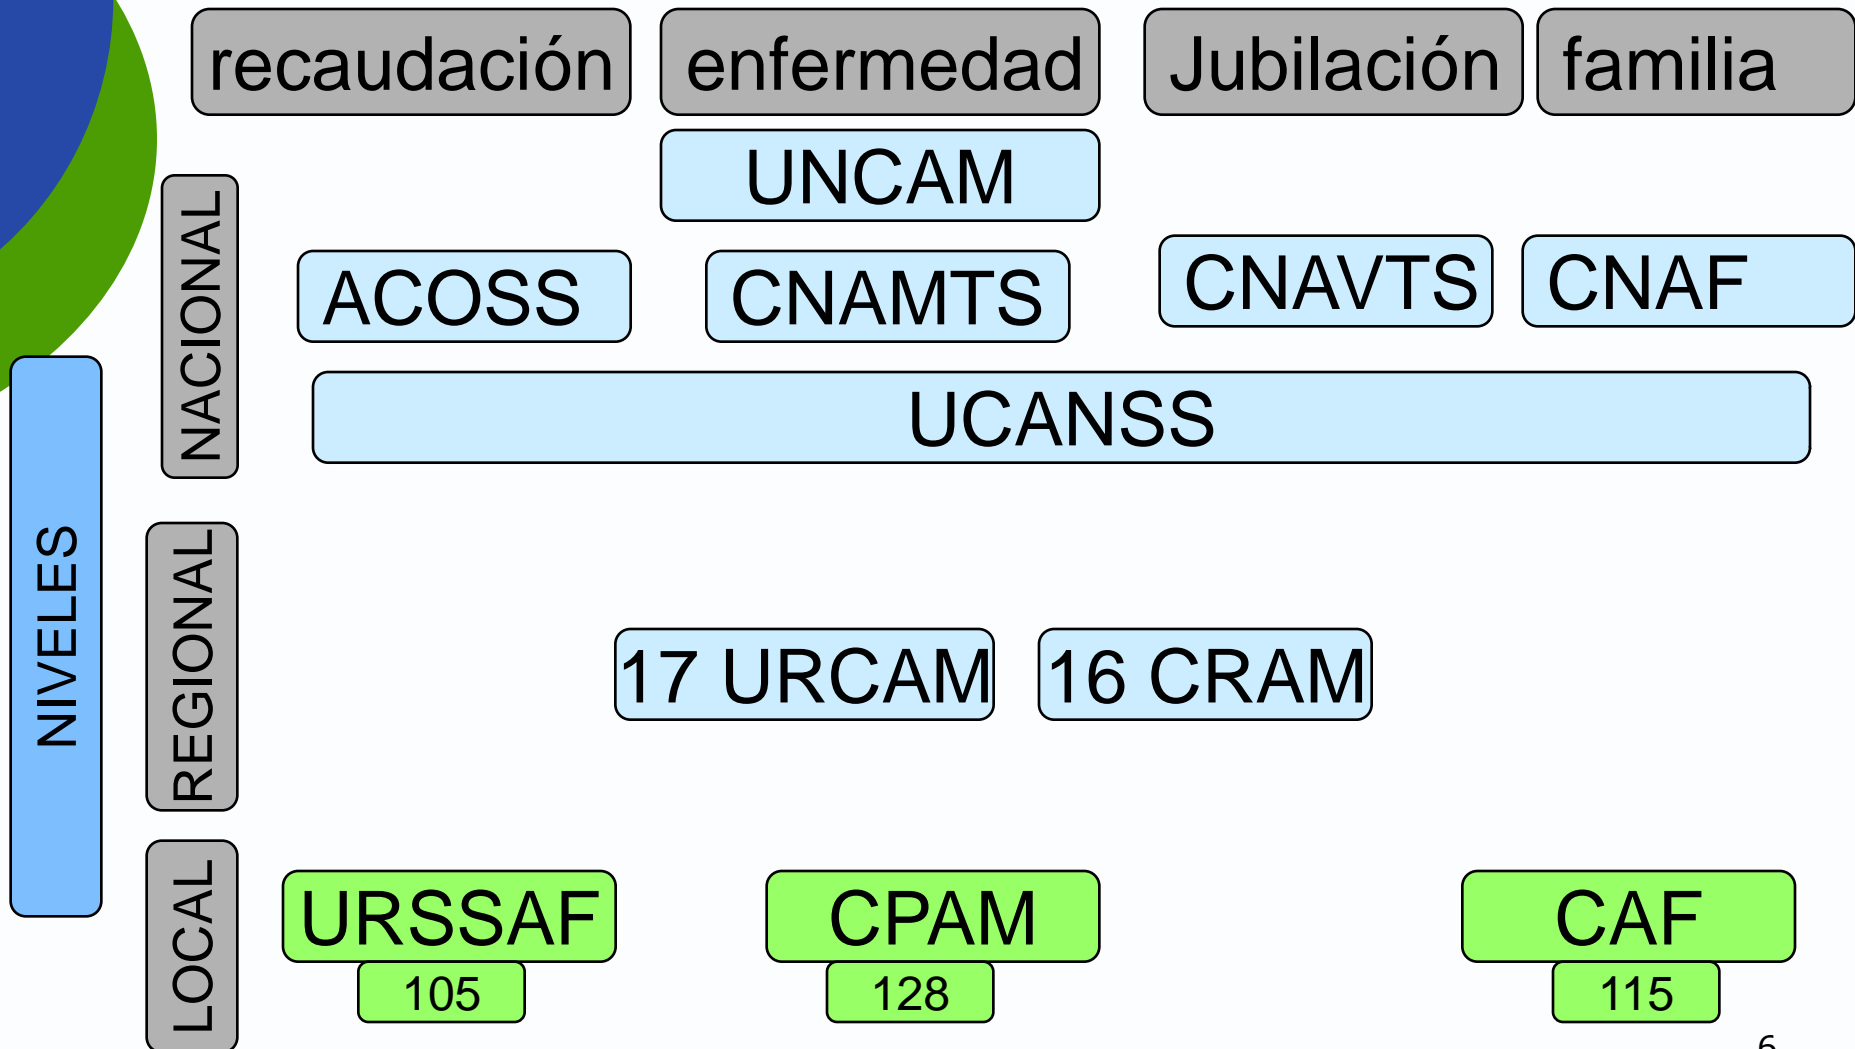 recaudación
enfermedad
Jubilación
familia
UNCAM
NACIONAL
ACOSS
CNAMTS
CNAVTS
CNAF
UCANSS
NIVELES
REGIONAL
17 URCAM
16 CRAM
LOCAL
URSSAF
CPAM
CAF
105
128
115
6